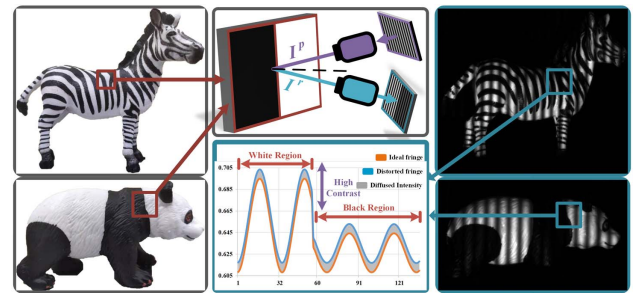 I^p
I^r
White Region
High
Contrast
Ideal fringe
Distorted fringe
Diffused Intensity
Black Region
0.705
0.685
0.665
0.645
0.625
0.605
1
32
60
91
121